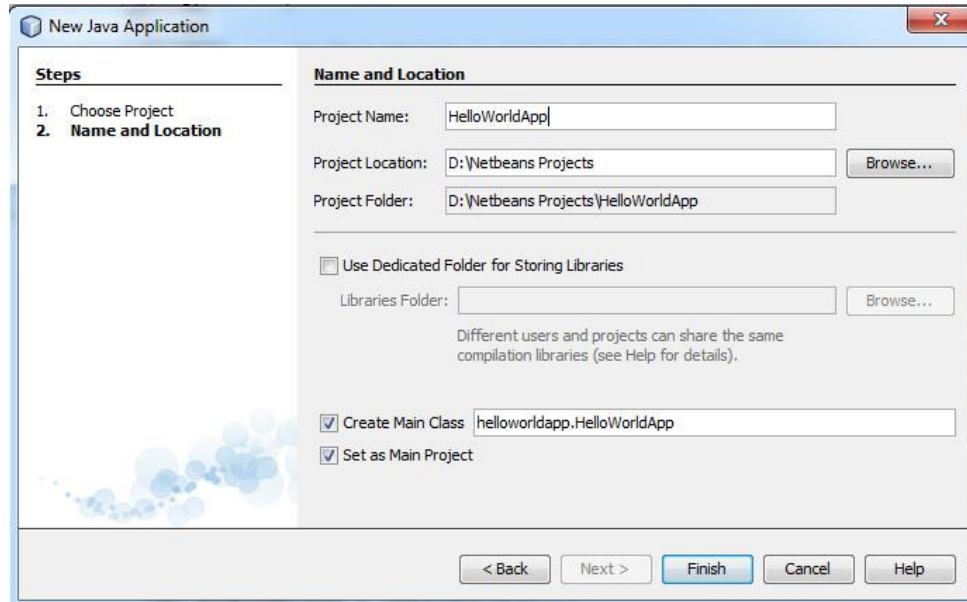 New Java Application
Steps
1. Choose Project
2. Name and Location
Name and Location
Project Name: HelloWorldApp
Project Location: D:\Netbeans Projects Browse...
Project Folder: D:\Netbeans Projects\HelloWorldApp
Use Dedicated Folder for Storing Libraries
Libraries Folder: Browse...
Different users and projects can share the same
compilation libraries (see Help for details).
Create Main Class helloworldapp.HelloWorldApp
Set as Main Project
< Back Next > Finish Cancel Help